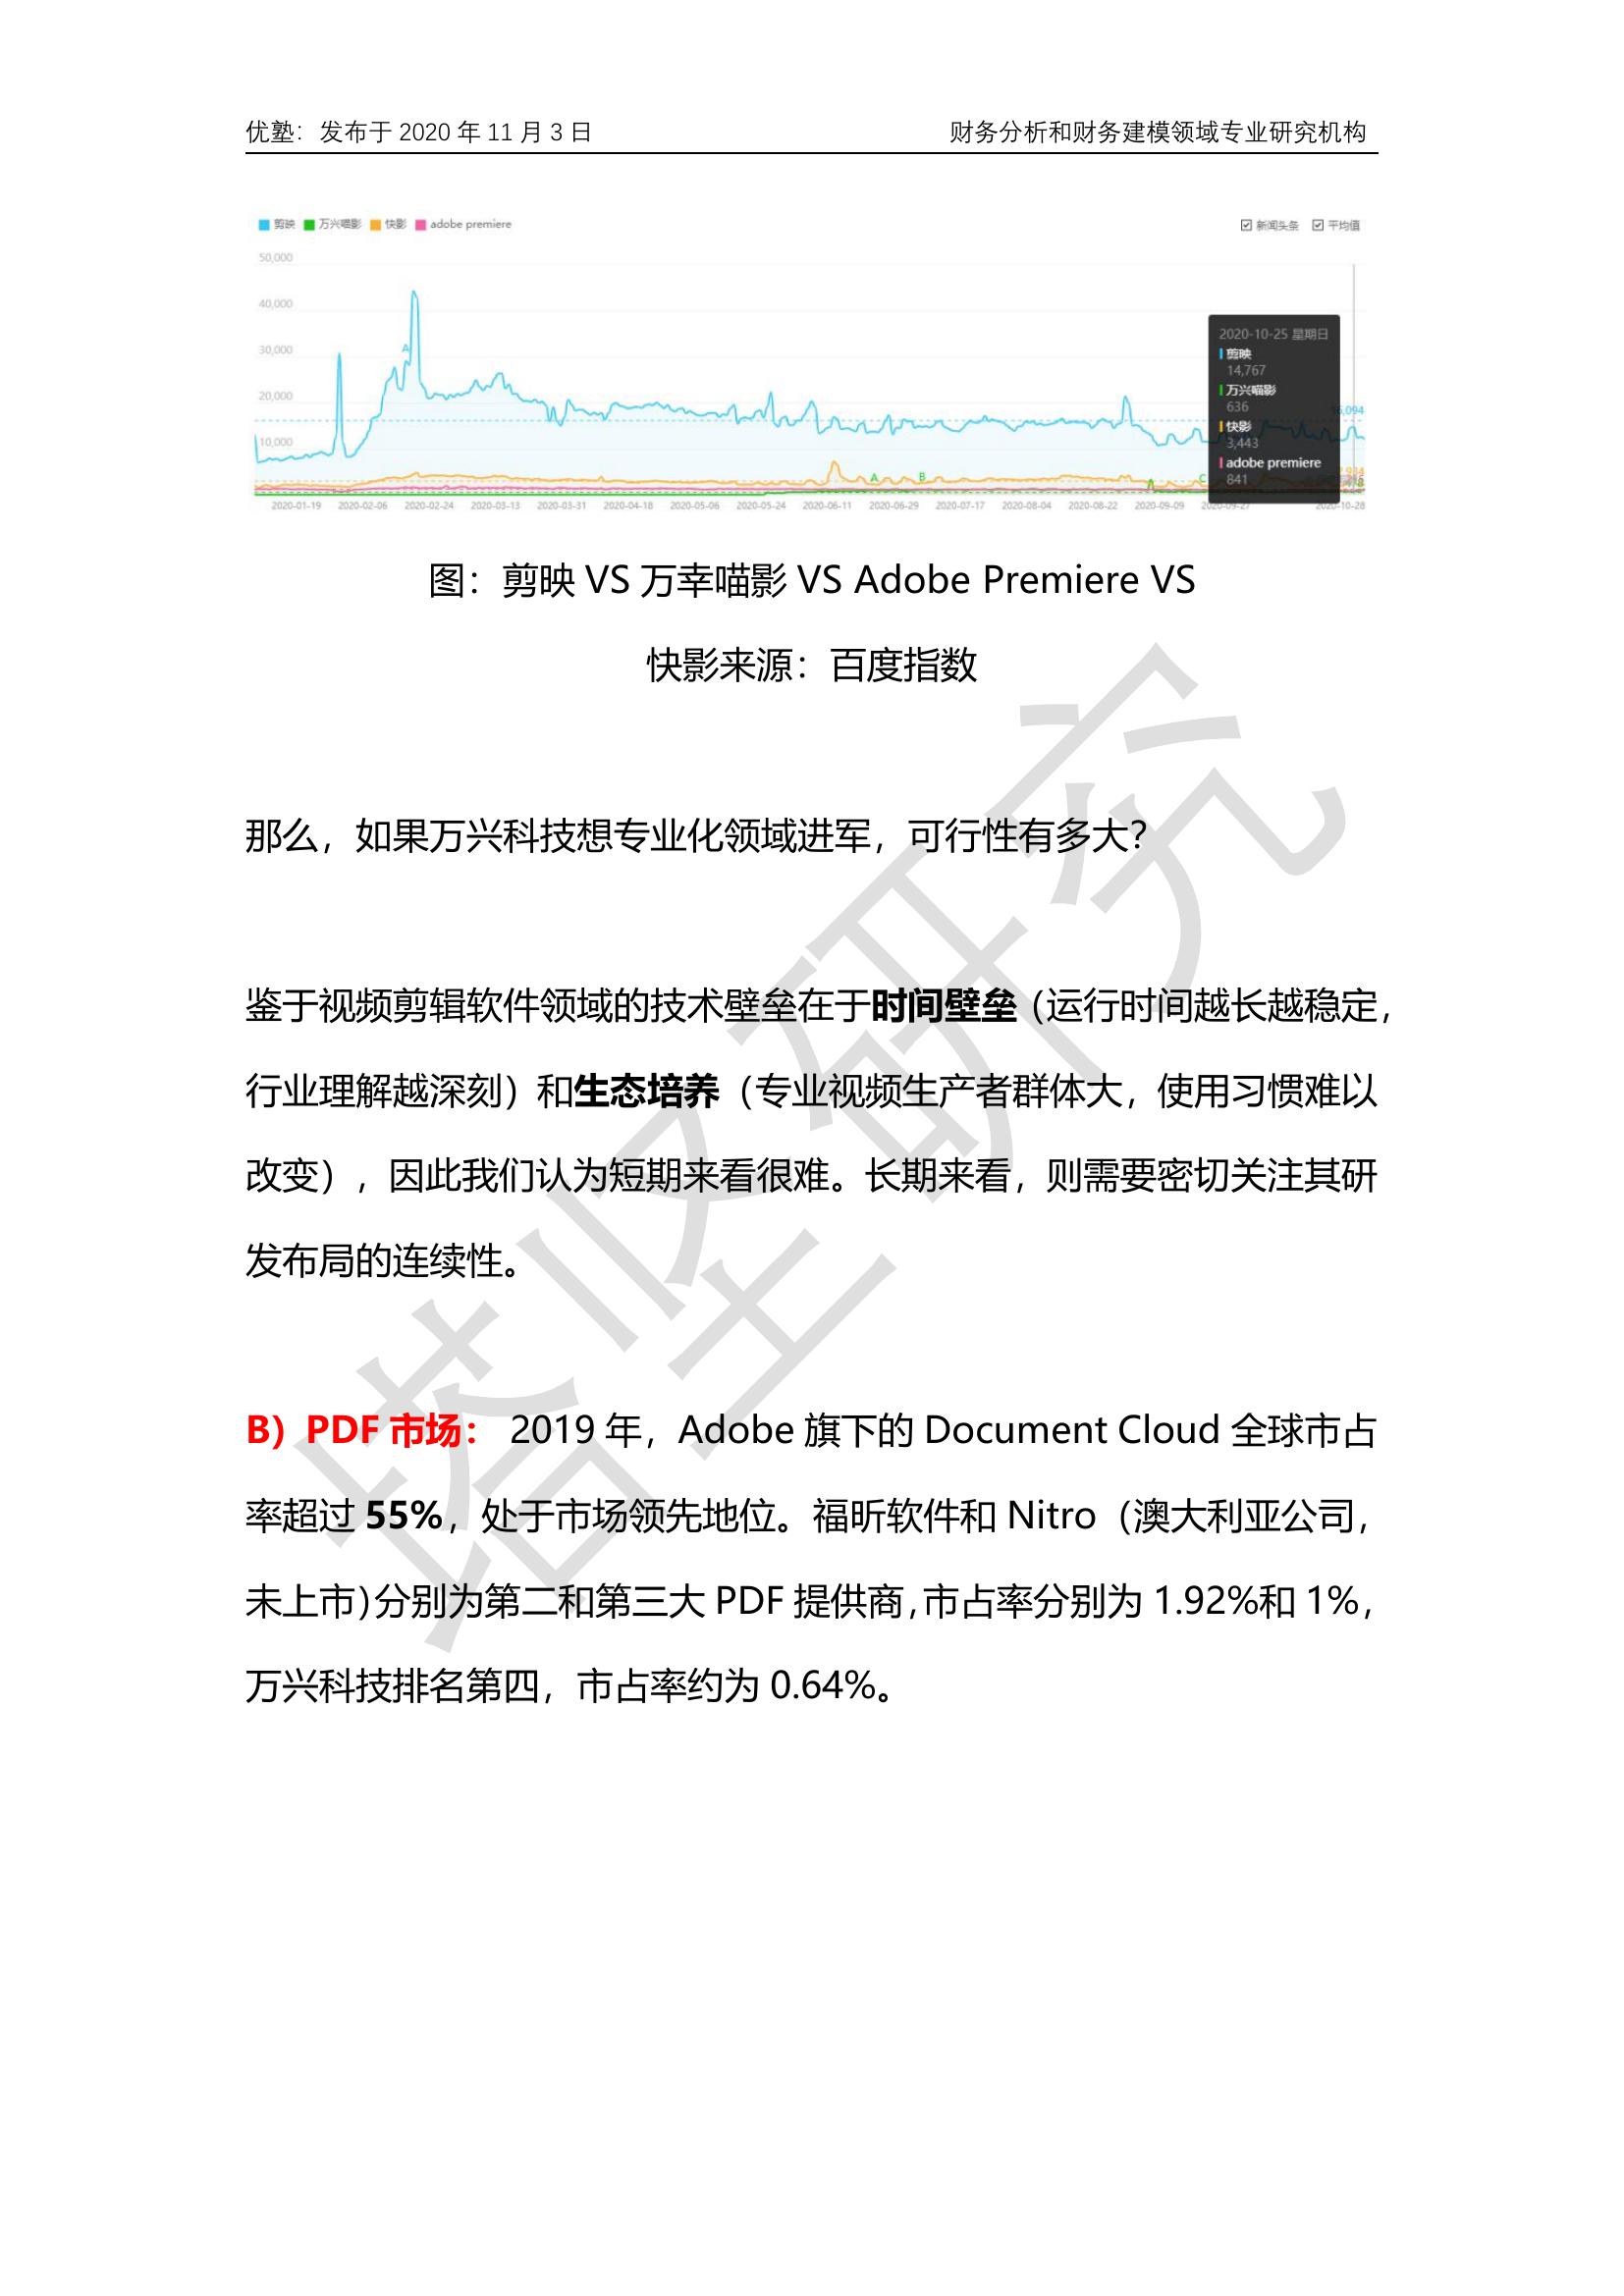 优塾：发布于 2020 年 11 月 3 日
财务分析和财务建模领域专业研究机构
剪映 万兴喵影 快影 adobe premiere
新闻头条 平均值
50,000
40,000
30,000
20,000
10,000
A
A
B
A
C
2020-10-25 星期日
剪映
14,767
万兴喵影
636
快影
3,443
adobe premiere
841
2020-01-19 2020-02-06 2020-02-24 2020-03-13 2020-03-31 2020-04-18 2020-05-06 2020-05-24 2020-06-11 2020-06-29 2020-07-17 2020-08-04 2020-08-22 2020-09-09 2020-09-27 2020-10-28
图：剪映 VS 万幸喵影 VS Adobe Premiere VS
快影来源：百度指数
那么，如果万兴科技想专业化领域进军，可行性有多大？
鉴于视频剪辑软件领域的技术壁垒在于时间壁垒（运行时间越长越稳定，
行业理解越深刻）和生态培养（专业视频生产者群体大，使用习惯难以
改变），因此我们认为短期来看很难。长期来看，则需要密切关注其研
发布局的连续性。
B）PDF 市场： 2019 年，Adobe 旗下的 Document Cloud 全球市占
率超过 55%，处于市场领先地位。福昕软件和 Nitro（澳大利亚公司，
未上市）分别为第二和第三大 PDF 提供商，市占率分别为 1.92%和 1%，
万兴科技排名第四，市占率约为 0.64%。
塔坚研究